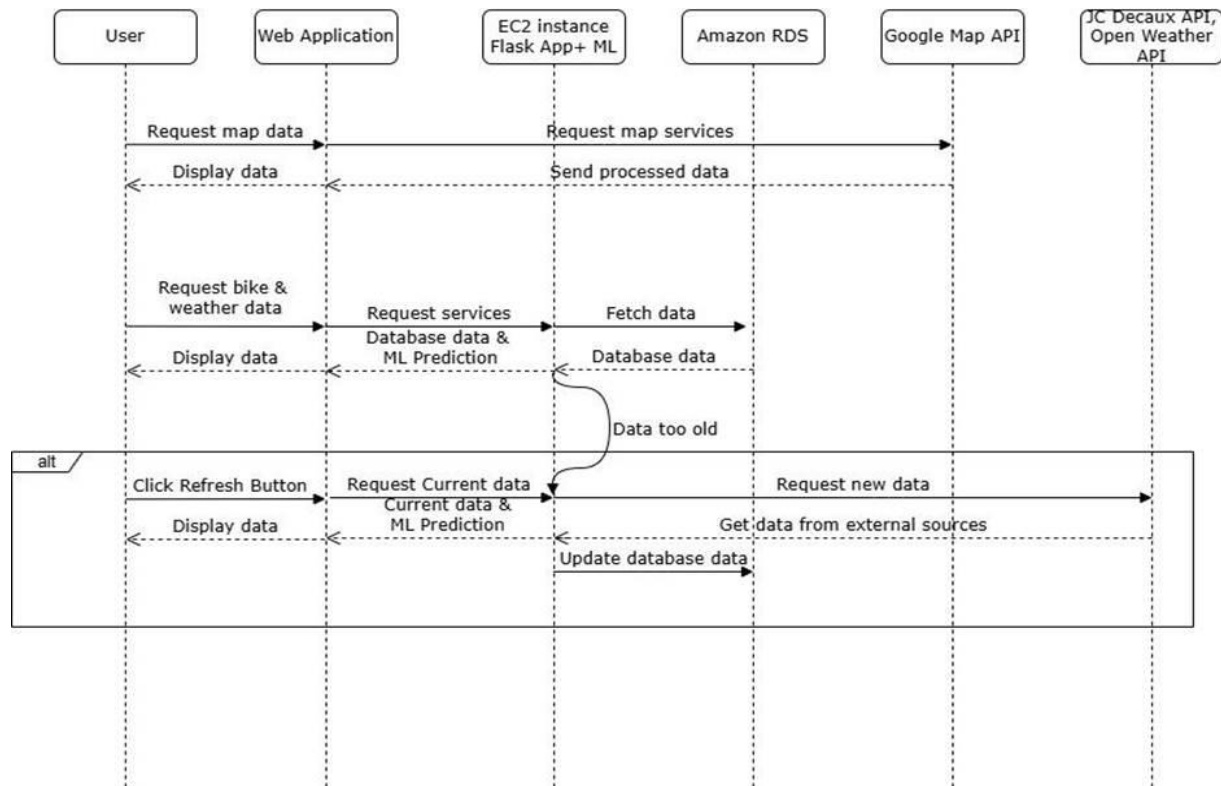 User
Web Application
EC2 instance
Flask App+ ML
Amazon RDS
Google Map API
JC Decaux API,
Open Weather
API
Request map data
Request map services
Display data
Send processed data
Request bike &
weather data
Request services
Fetch data
Database data &
ML Prediction
Display data
Database data
Data too old
alt
Click Refresh Button
Request Current data
Request new data
Current data &
ML Prediction
Display data
Get data from external sources
Update database data